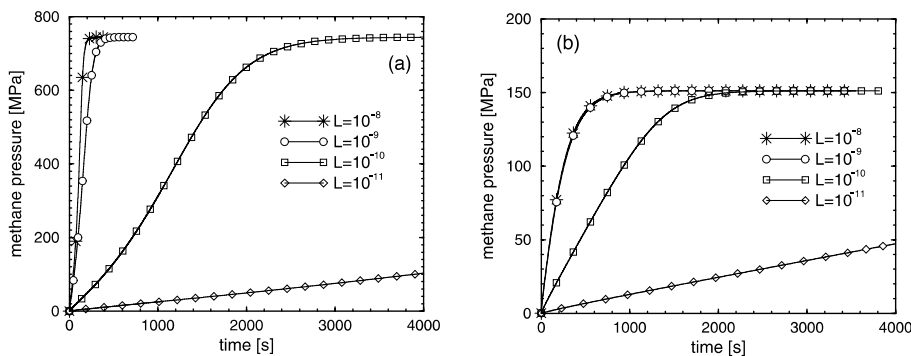 800
600
400
200
0
methane pressure [MPa]
(a)
L=10⁻⁸
L=10⁻⁹
L=10⁻¹⁰
L=10⁻¹¹
0 1000 2000 3000 4000
time [s]
200
150
100
50
0
methane pressure [MPa]
(b)
L=10⁻⁸
L=10⁻⁹
L=10⁻¹⁰
L=10⁻¹¹
0 1000 2000 3000 4000
time [s]